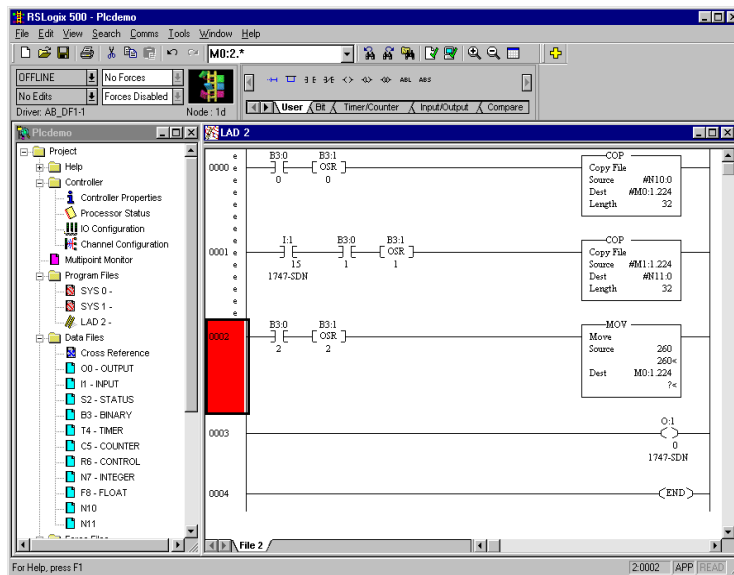 RSLogix 500 - Plcdemo
File Edit View Search Comms Tools Window Help
M0:2.*
OFFLINE No Forces
No Edits Forces Disabled
Driver: AB_DF1-1 Node : 1d
ABL ABS
User Bit Timer/Counter Input/Output Compare
Plcdemo
Project
Help
Controller
Controller Properties
Processor Status
IO Configuration
Channel Configuration
Multipoint Monitor
Program Files
SYS 0 -
SYS 1 -
LAD 2 -
Data Files
Cross Reference
O0 - OUTPUT
I1 - INPUT
S2 - STATUS
B3 - BINARY
T4 - TIMER
C5 - COUNTER
R6 - CONTROL
N7 - INTEGER
F8 - FLOAT
N10
N11
Force Files
LAD 2
e
e
e
e
e
e
e
e
e
e
e
e
e
0000
B3:0 B3:1
OSR
0 0
COP
Copy File
Source #N10:0
Dest #M0:1.224
Length 32
0001
I:1 B3:0 B3:1
OSR
15 1 1
1747-SDN
COP
Copy File
Source #M1:1.224
Dest #N11:0
Length 32
0002
B3:0 B3:1
OSR
2 2
MOV
Move
Source 260
260<
Dest M0:1.224
?<
0003
O:1
0
1747-SDN
0004
END
File 2
For Help, press F1
2:0002 APP READ